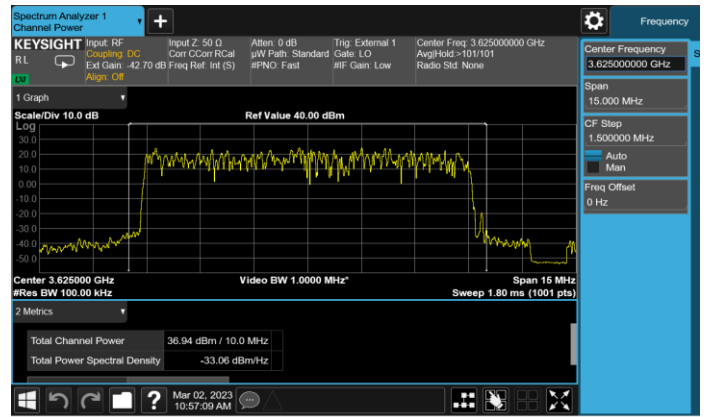 Spectrum Analyzer 1
Channel Power
+
Frequency
KEYSIGHT
RL
LXI
Input: RF
Coupling: DC
Ext Gain: -42.70 dB
Align: Off
Input Z: 50 Ω
Corr CCorr RCal
Freq Ref: Int (S)
Atten: 0 dB
µW Path: Standard
#PNO: Fast
Trig: External 1
Gate: LO
#IF Gain: Low
Center Freq: 3.625000000 GHz
Avg|Hold:>101/101
Radio Std: None
Center Frequency
3.625000000 GHz
S
Span
15.000 MHz
CF Step
1.500000 MHz
Auto
Man
Freq Offset
0 Hz
1 Graph
Scale/Div 10.0 dB
Ref Value 40.00 dBm
Log
30.0
20.0
10.0
0.00
-10.0
-20.0
-30.0
-40.0
-50.0
Center 3.625000 GHz
Video BW 1.0000 MHz*
Span 15 MHz
#Res BW 100.00 kHz
Sweep 1.80 ms (1001 pts)
2 Metrics
Total Channel Power 36.94 dBm / 10.0 MHz
Total Power Spectral Density -33.06 dBm/Hz
?
Mar 02, 2023
10:57:09 AM